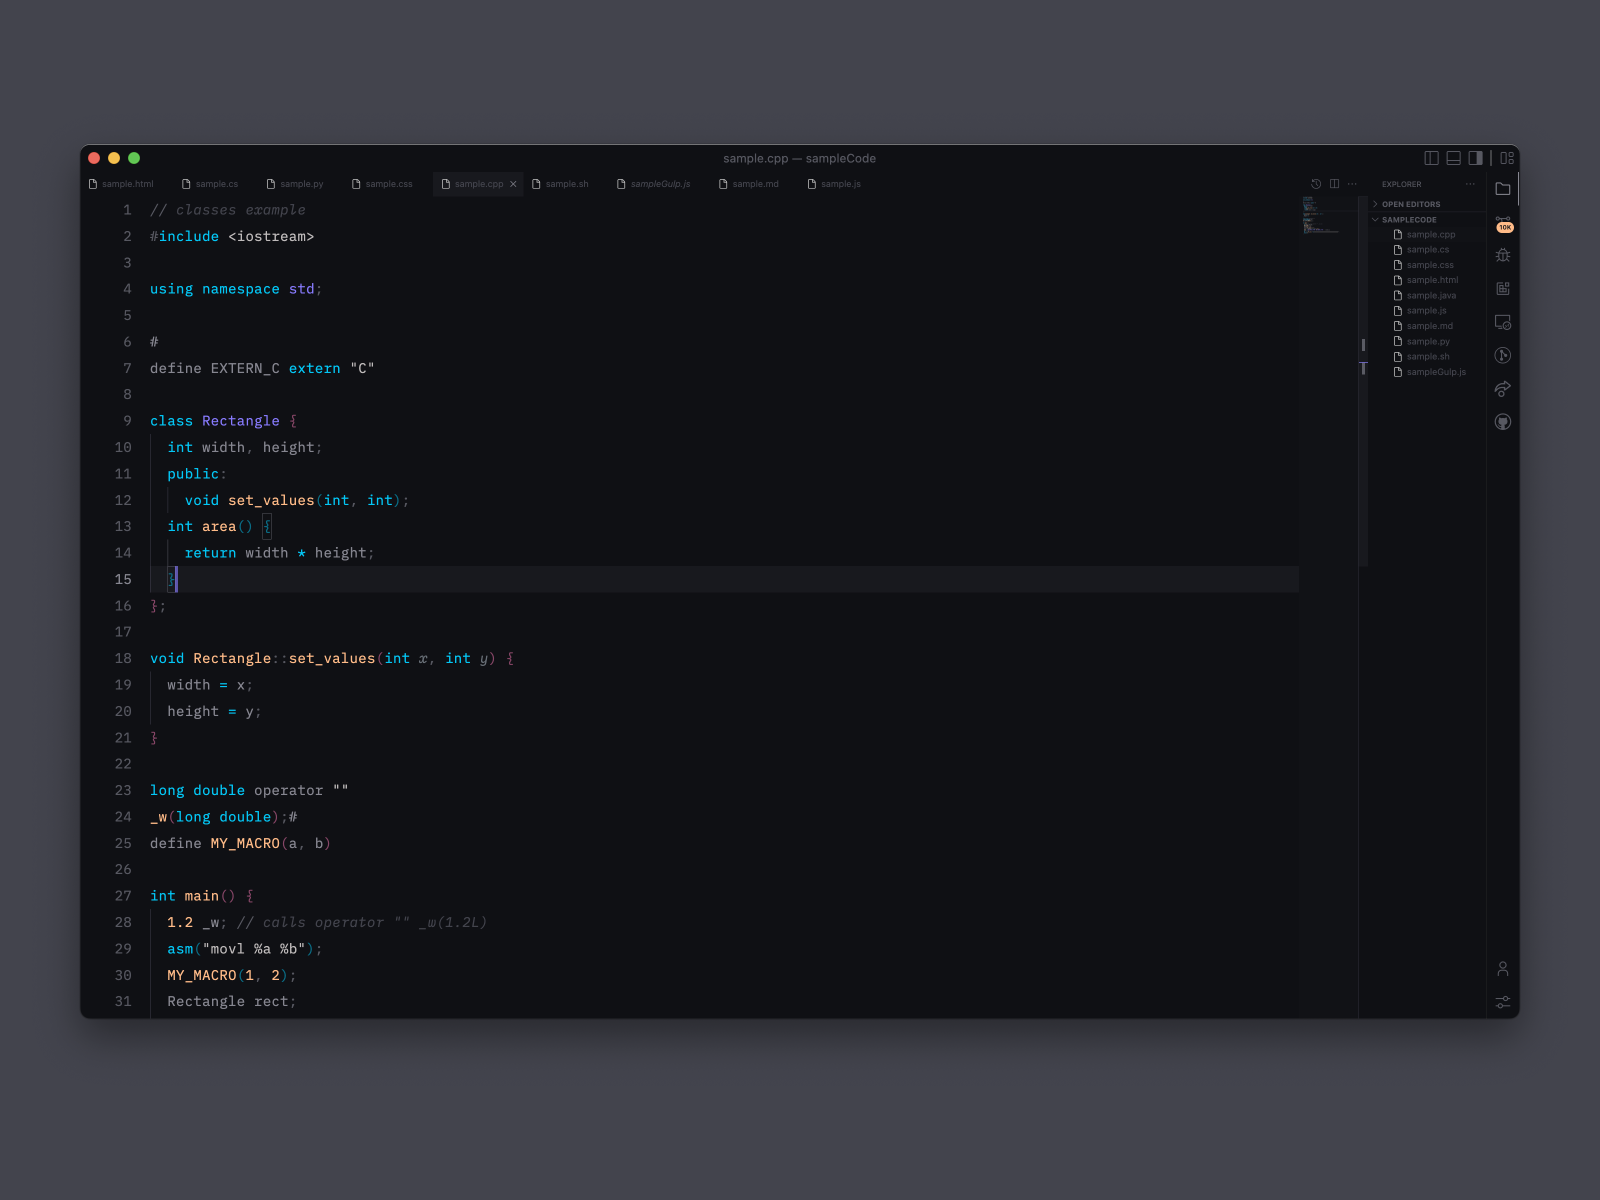 sample.cpp — sampleCode
sample.html sample.cs sample.py sample.css sample.cpp sample.sh sampleGulp.js sample.md sample.js
1 // classes example
2 #include <iostream>
3
4 using namespace std;
5
6 #
7 define EXTERN_C extern "C"
8
9 class Rectangle {
10 int width, height;
11 public:
12 void set_values(int, int);
13 int area() {
14 return width * height;
15 }
16 };
17
18 void Rectangle::set_values(int x, int y) {
19 width = x;
20 height = y;
21 }
22
23 long double operator ""
24 _w(long double);#
25 define MY_MACRO(a, b)
26
27 int main() {
28 1.2 _w; // calls operator "" _w(1.2L)
29 asm("movl %a %b");
30 MY_MACRO(1, 2);
31 Rectangle rect;
EXPLORER
OPEN EDITORS
SAMPLECODE
sample.cpp
sample.cs
sample.css
sample.html
sample.java
sample.js
sample.md
sample.py
sample.sh
sampleGulp.js
10K